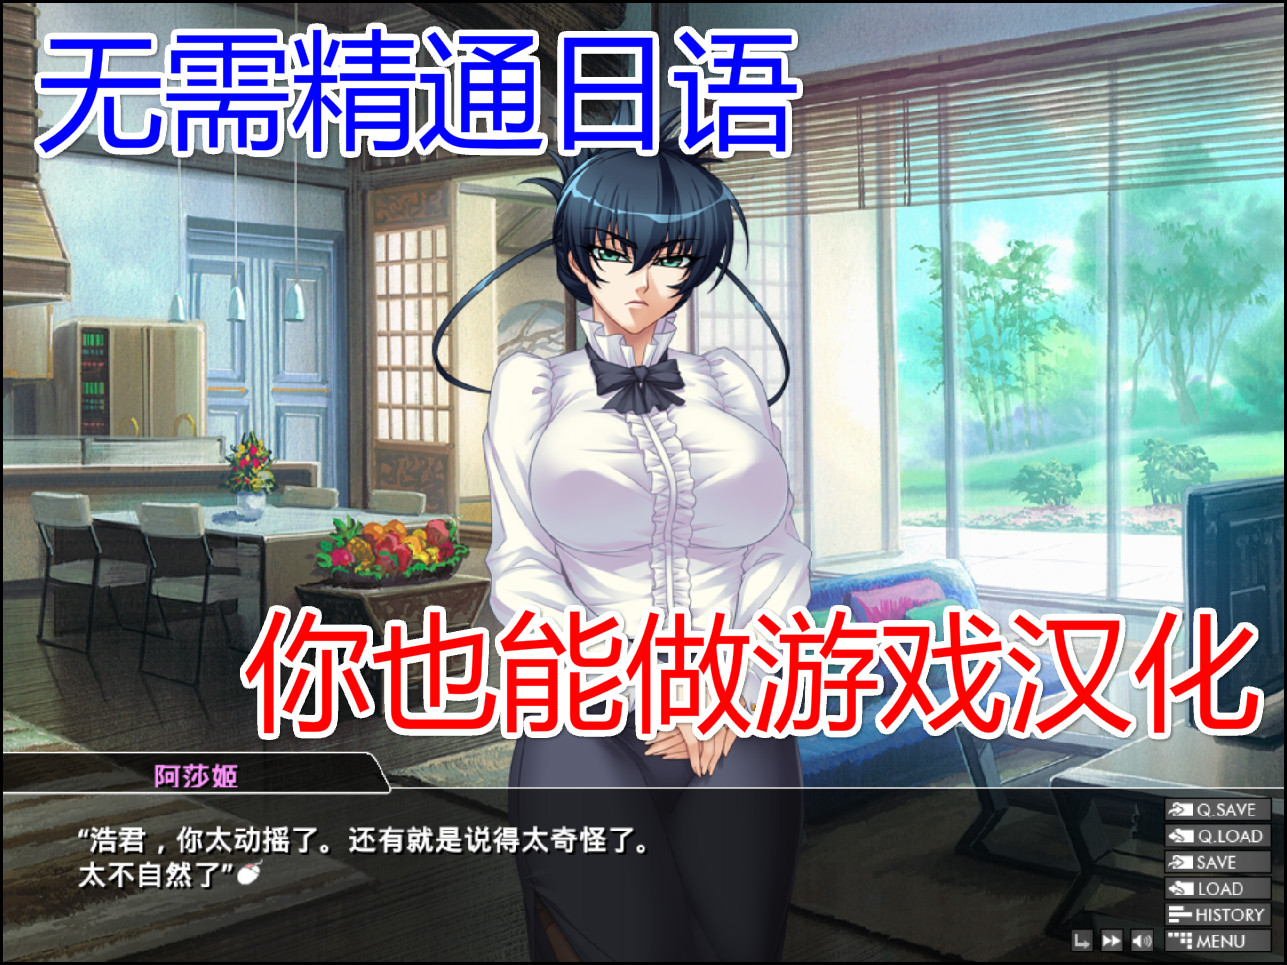 无需精通日语
你也能做游戏汉化
阿莎姬
“浩君，你太动摇了。还有就是说得太奇怪了。
太不自然了”
Q.SAVE
Q.LOAD
SAVE
LOAD
HISTORY
MENU